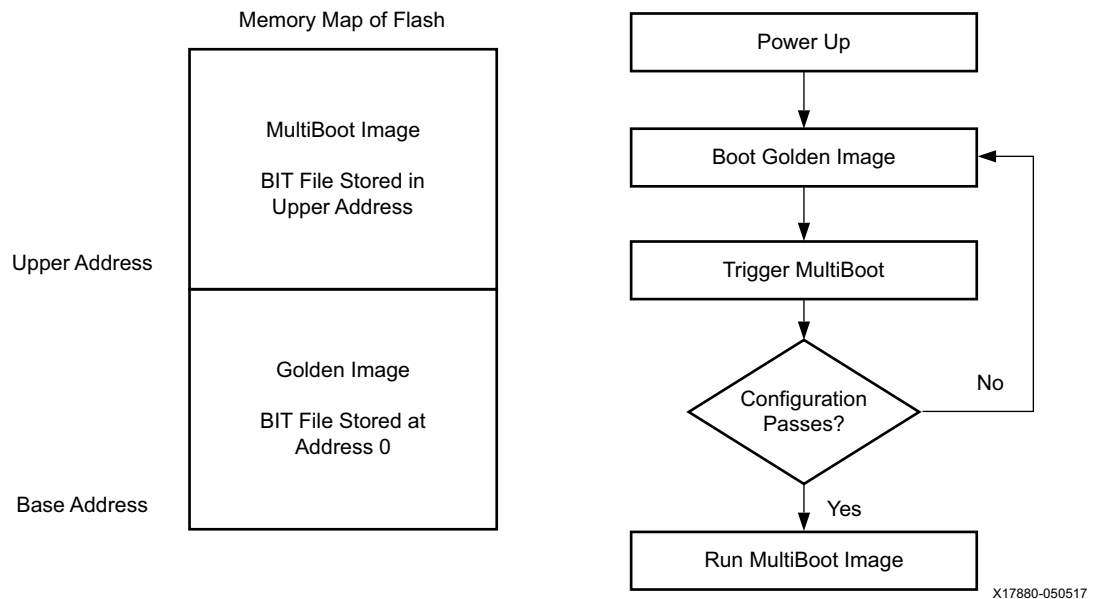 Memory Map of Flash
MultiBoot Image
BIT File Stored in
Upper Address
Upper Address
Golden Image
BIT File Stored at
Address 0
Base Address
Power Up
Boot Golden Image
Trigger MultiBoot
Configuration
Passes?
No
Yes
Run MultiBoot Image
X17880-050517